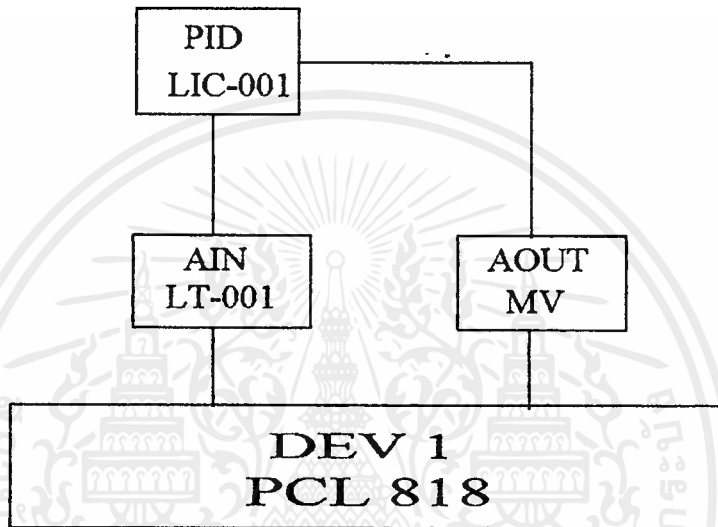 PID
LIC-001
AIN
LT-001
AOUT
MV
DEV 1
PCL 818